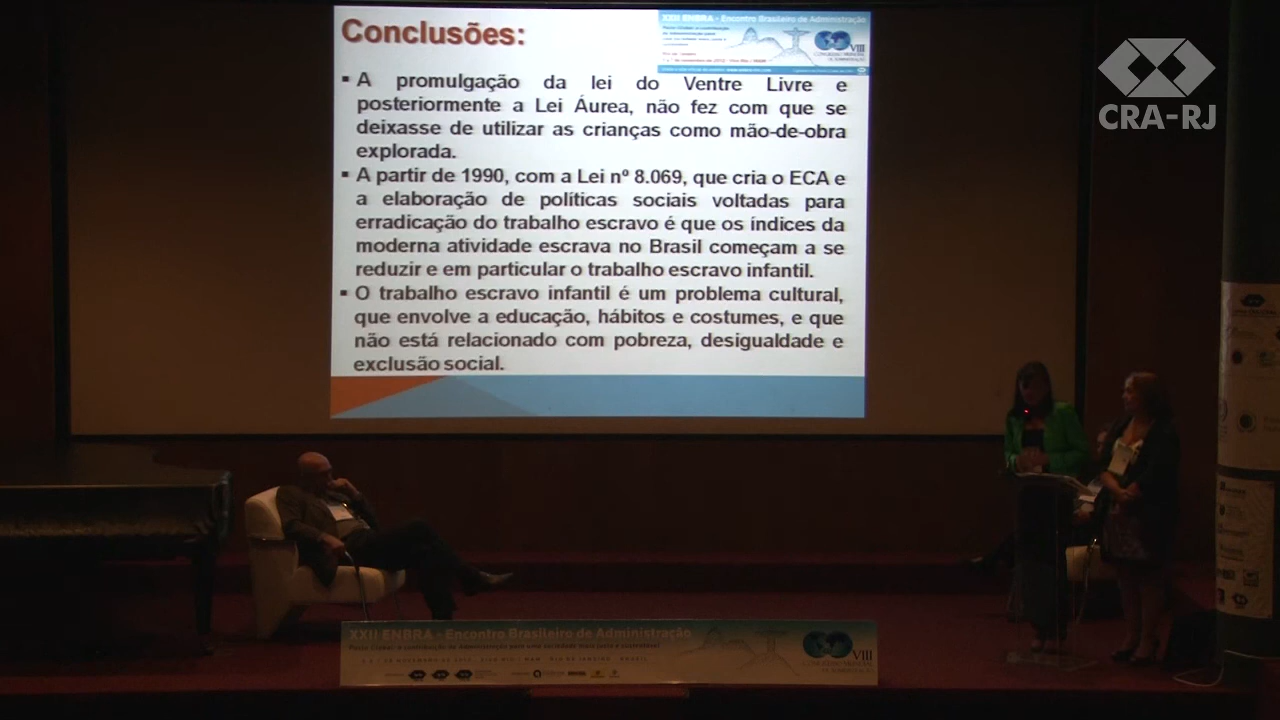 Conclusões:
XXII ENBRA - Encontro Brasileiro de Administração
VIII
▪ A promulgação da lei do Ventre Livre e
posteriormente a Lei Áurea, não fez com que se
deixasse de utilizar as crianças como mão-de-obra
explorada.
▪ A partir de 1990, com a Lei nº 8.069, que cria o ECA e
a elaboração de políticas sociais voltadas para
erradicação do trabalho escravo é que os índices da
moderna atividade escrava no Brasil começam a se
reduzir e em particular o trabalho escravo infantil.
▪ O trabalho escravo infantil é um problema cultural,
que envolve a educação, hábitos e costumes, e que
não está relacionado com pobreza, desigualdade e
exclusão social.
CRA-RJ
XXII ENBRA - Encontro Brasileiro de Administração
VIII